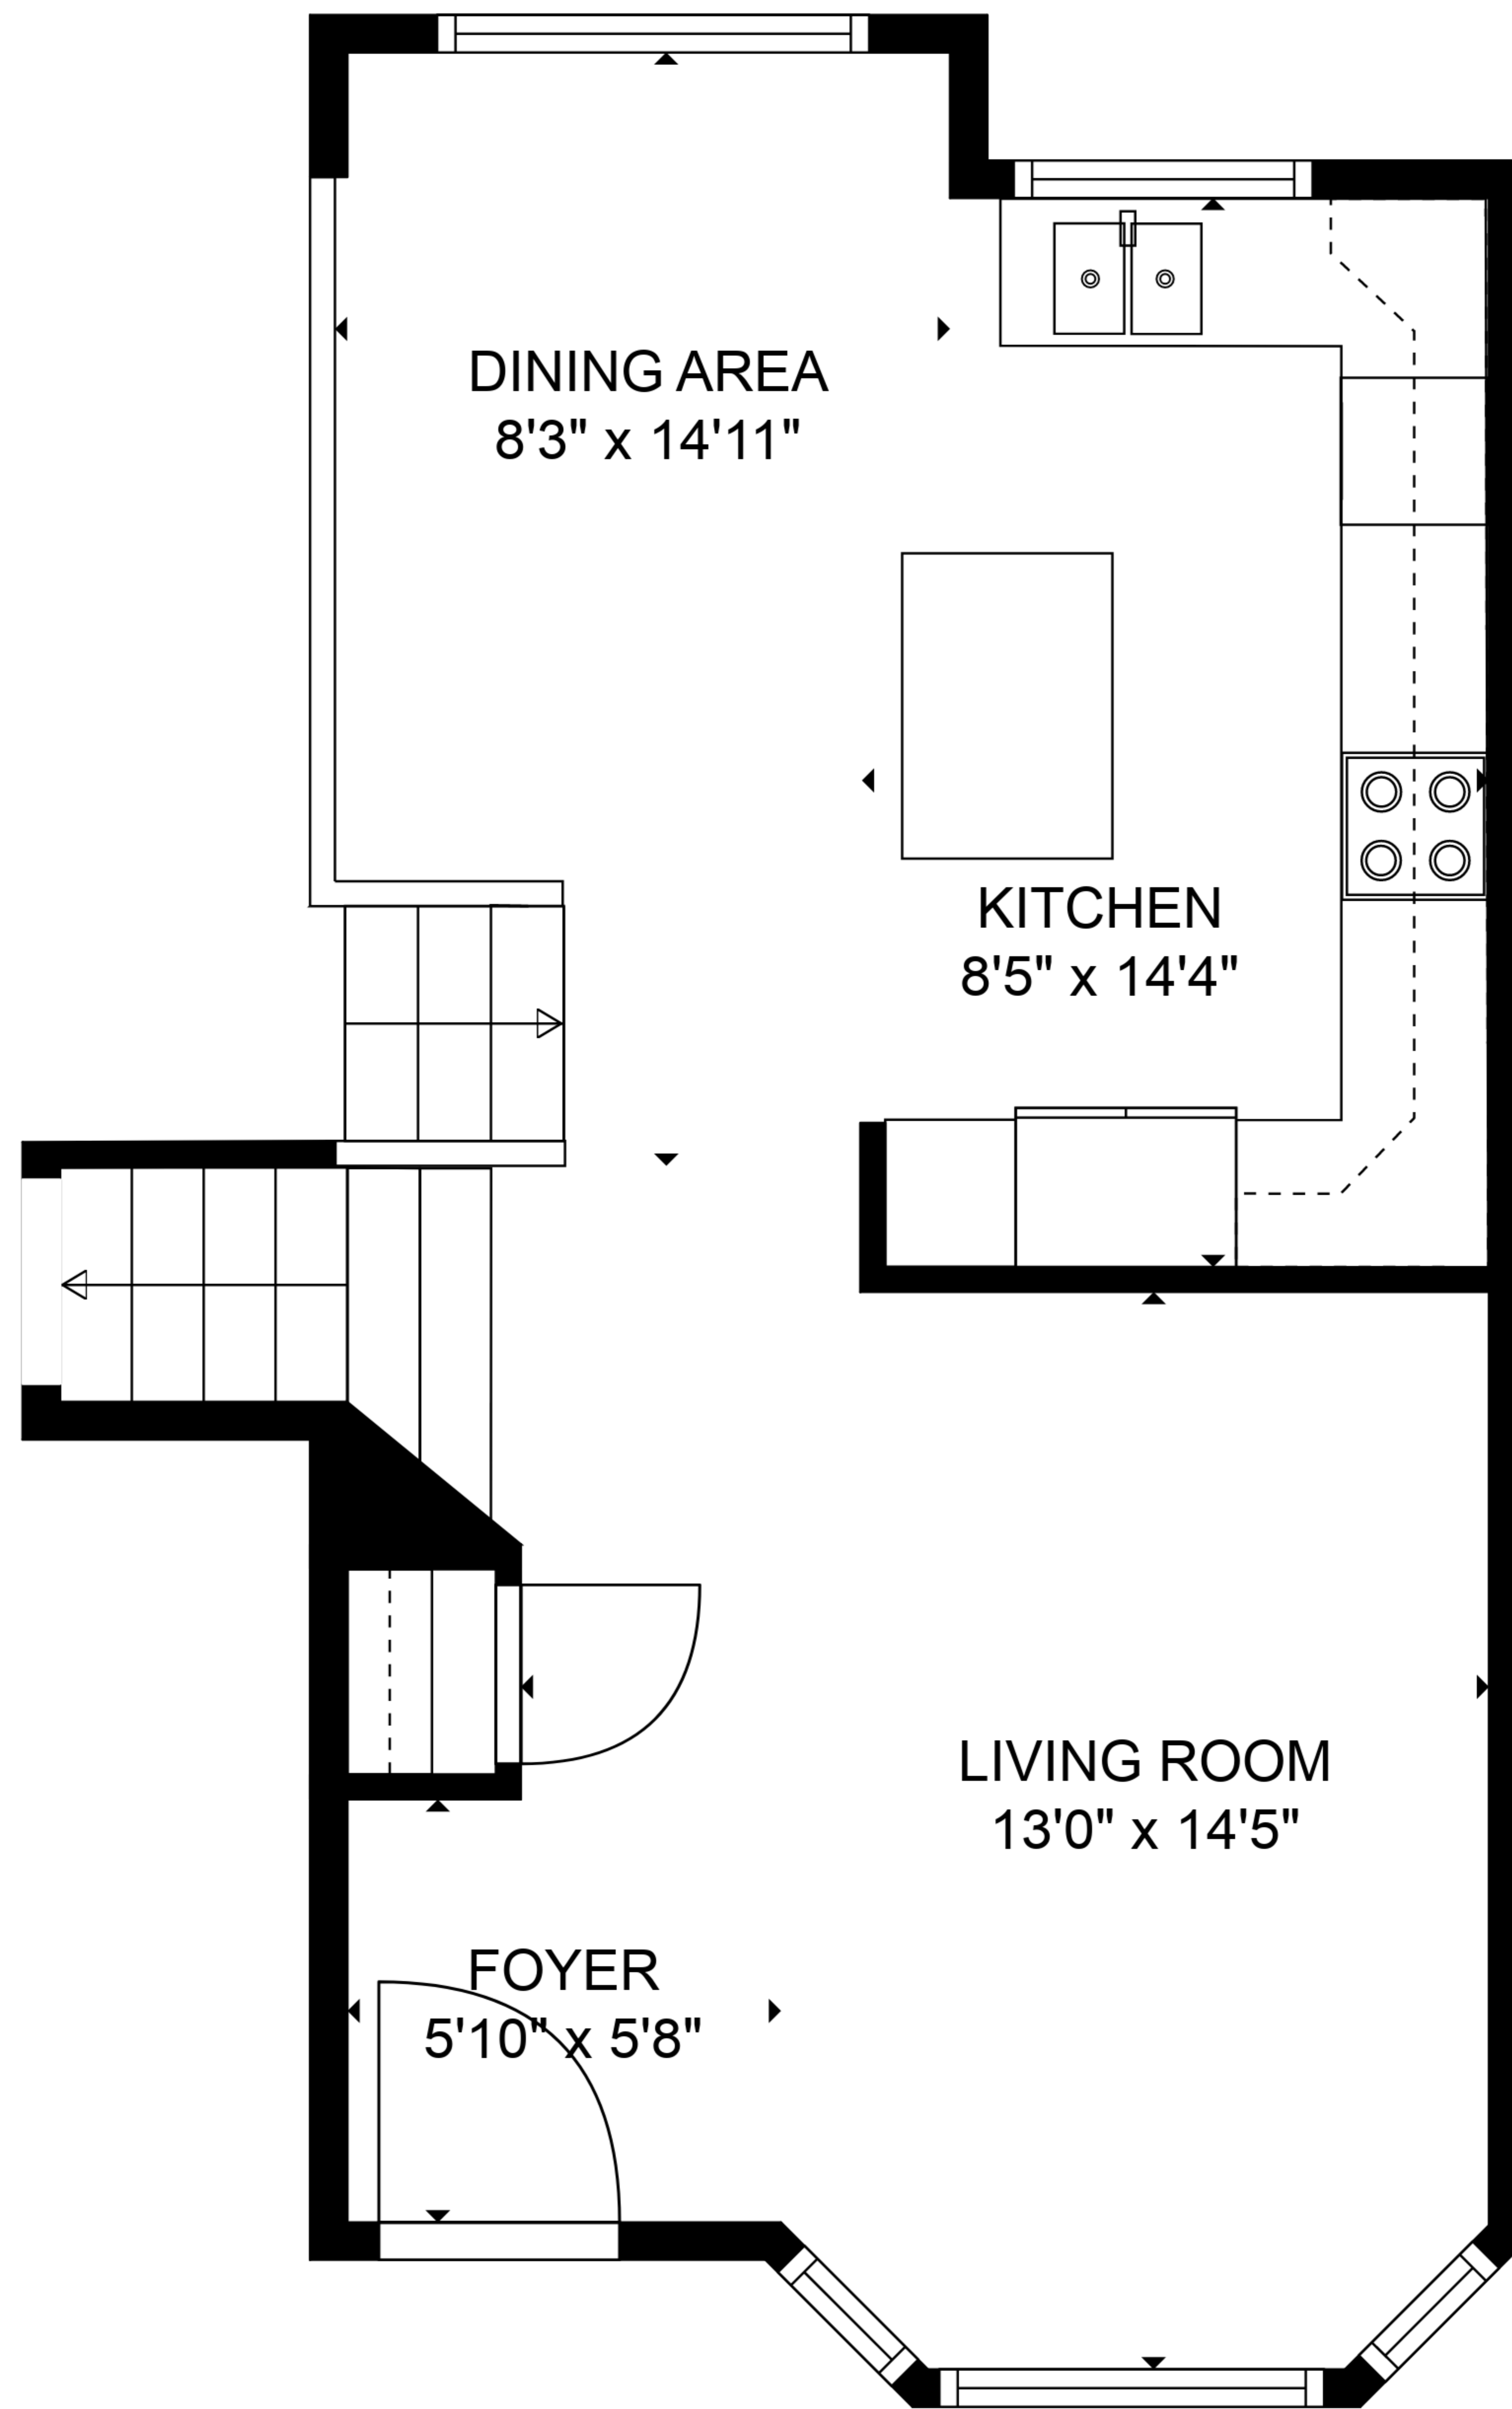 DINING AREA
8'3" x 14'11"
KITCHEN
8'5" x 14'4"
LIVING ROOM
13'0" x 14'5"
FOYER
5'10" x 5'8"